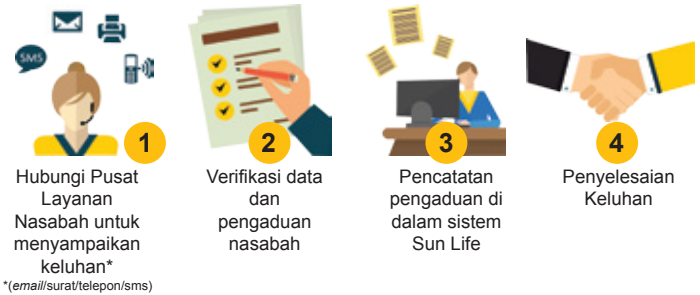 SMS
1
Hubungi Pusat
Layanan
Nasabah untuk
menyampaikan
keluhan*
*(email/surat/telepon/sms)
2
Verifikasi data
dan
pengaduan
nasabah
3
Pencatatan
pengaduan di
dalam sistem
Sun Life
4
Penyelesaian
Keluhan